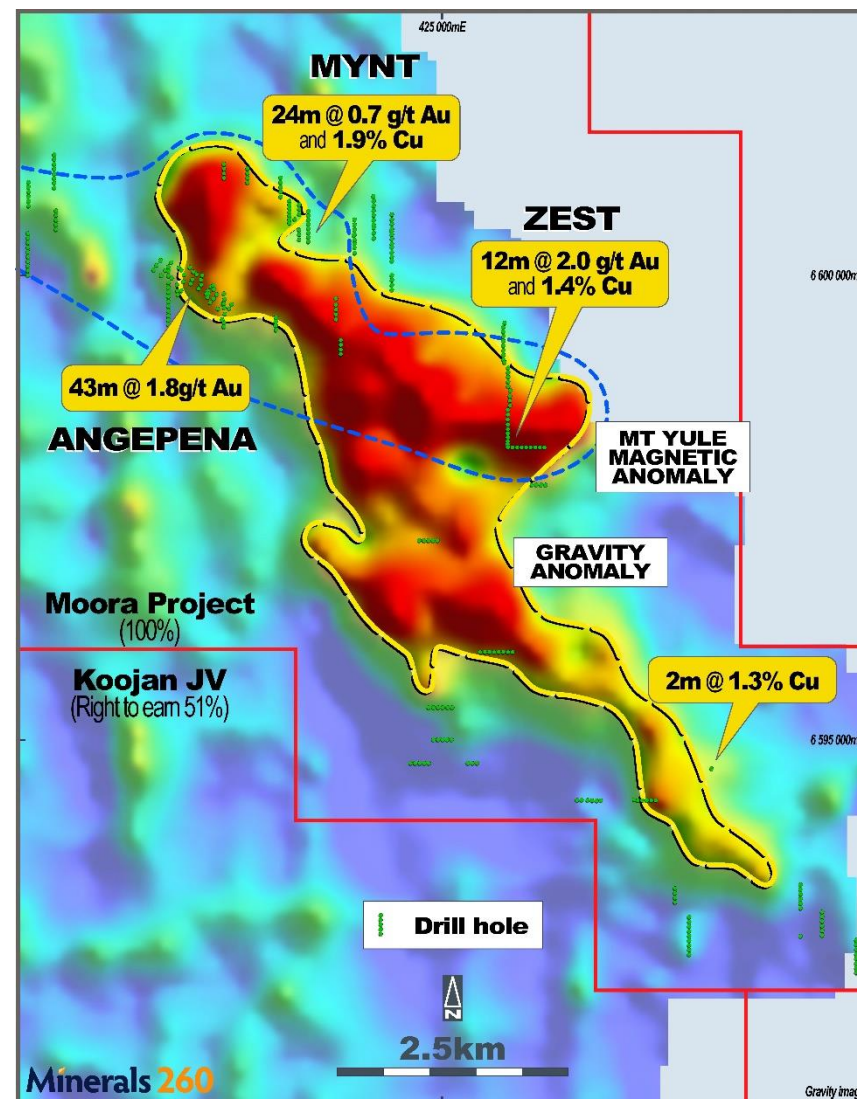 425 000mE
MYNT
24m @ 0.7 g/t Au
and 1.9% Cu
ZEST
12m @ 2.0 g/t Au
and 1.4% Cu
6 600 000m
43m @ 1.8g/t Au
ANGEPENA
MT YULE
MAGNETIC
ANOMALY
GRAVITY
ANOMALY
Moora Project
(100%)
Koojan JV
(Right to earn 51%)
2m @ 1.3% Cu
6 595 000m
Drill hole
N
2.5km
Minerals 260
Gravity imag